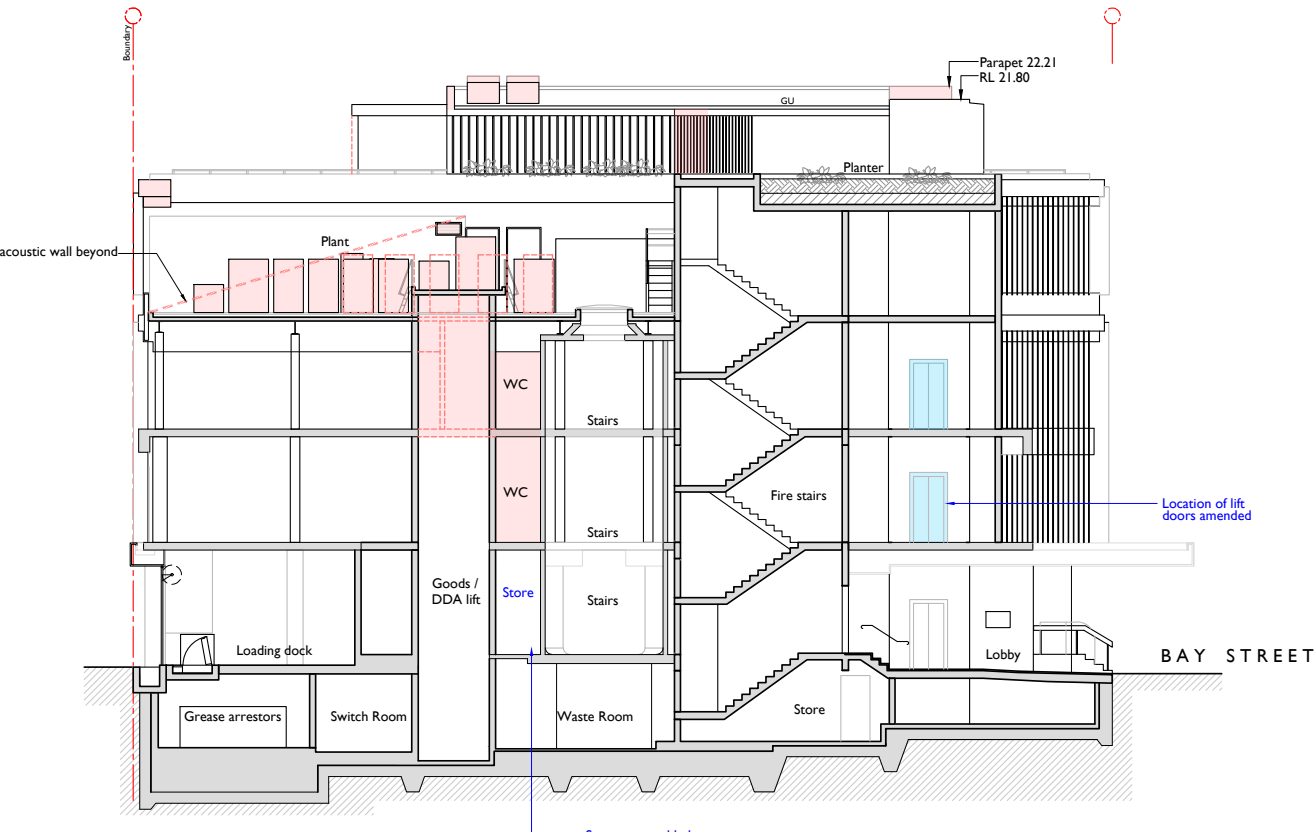 Boundary
Parapet 22.21
RL 21.80
GU
Planter
acoustic wall beyond
Plant
WC
Stairs
WC
Fire stairs
Location of lift
doors amended
Stairs
Goods /
DDA lift
Store
Stairs
Loading dock
Lobby
BAY STREET
Grease arrestors
Switch Room
Waste Room
Store